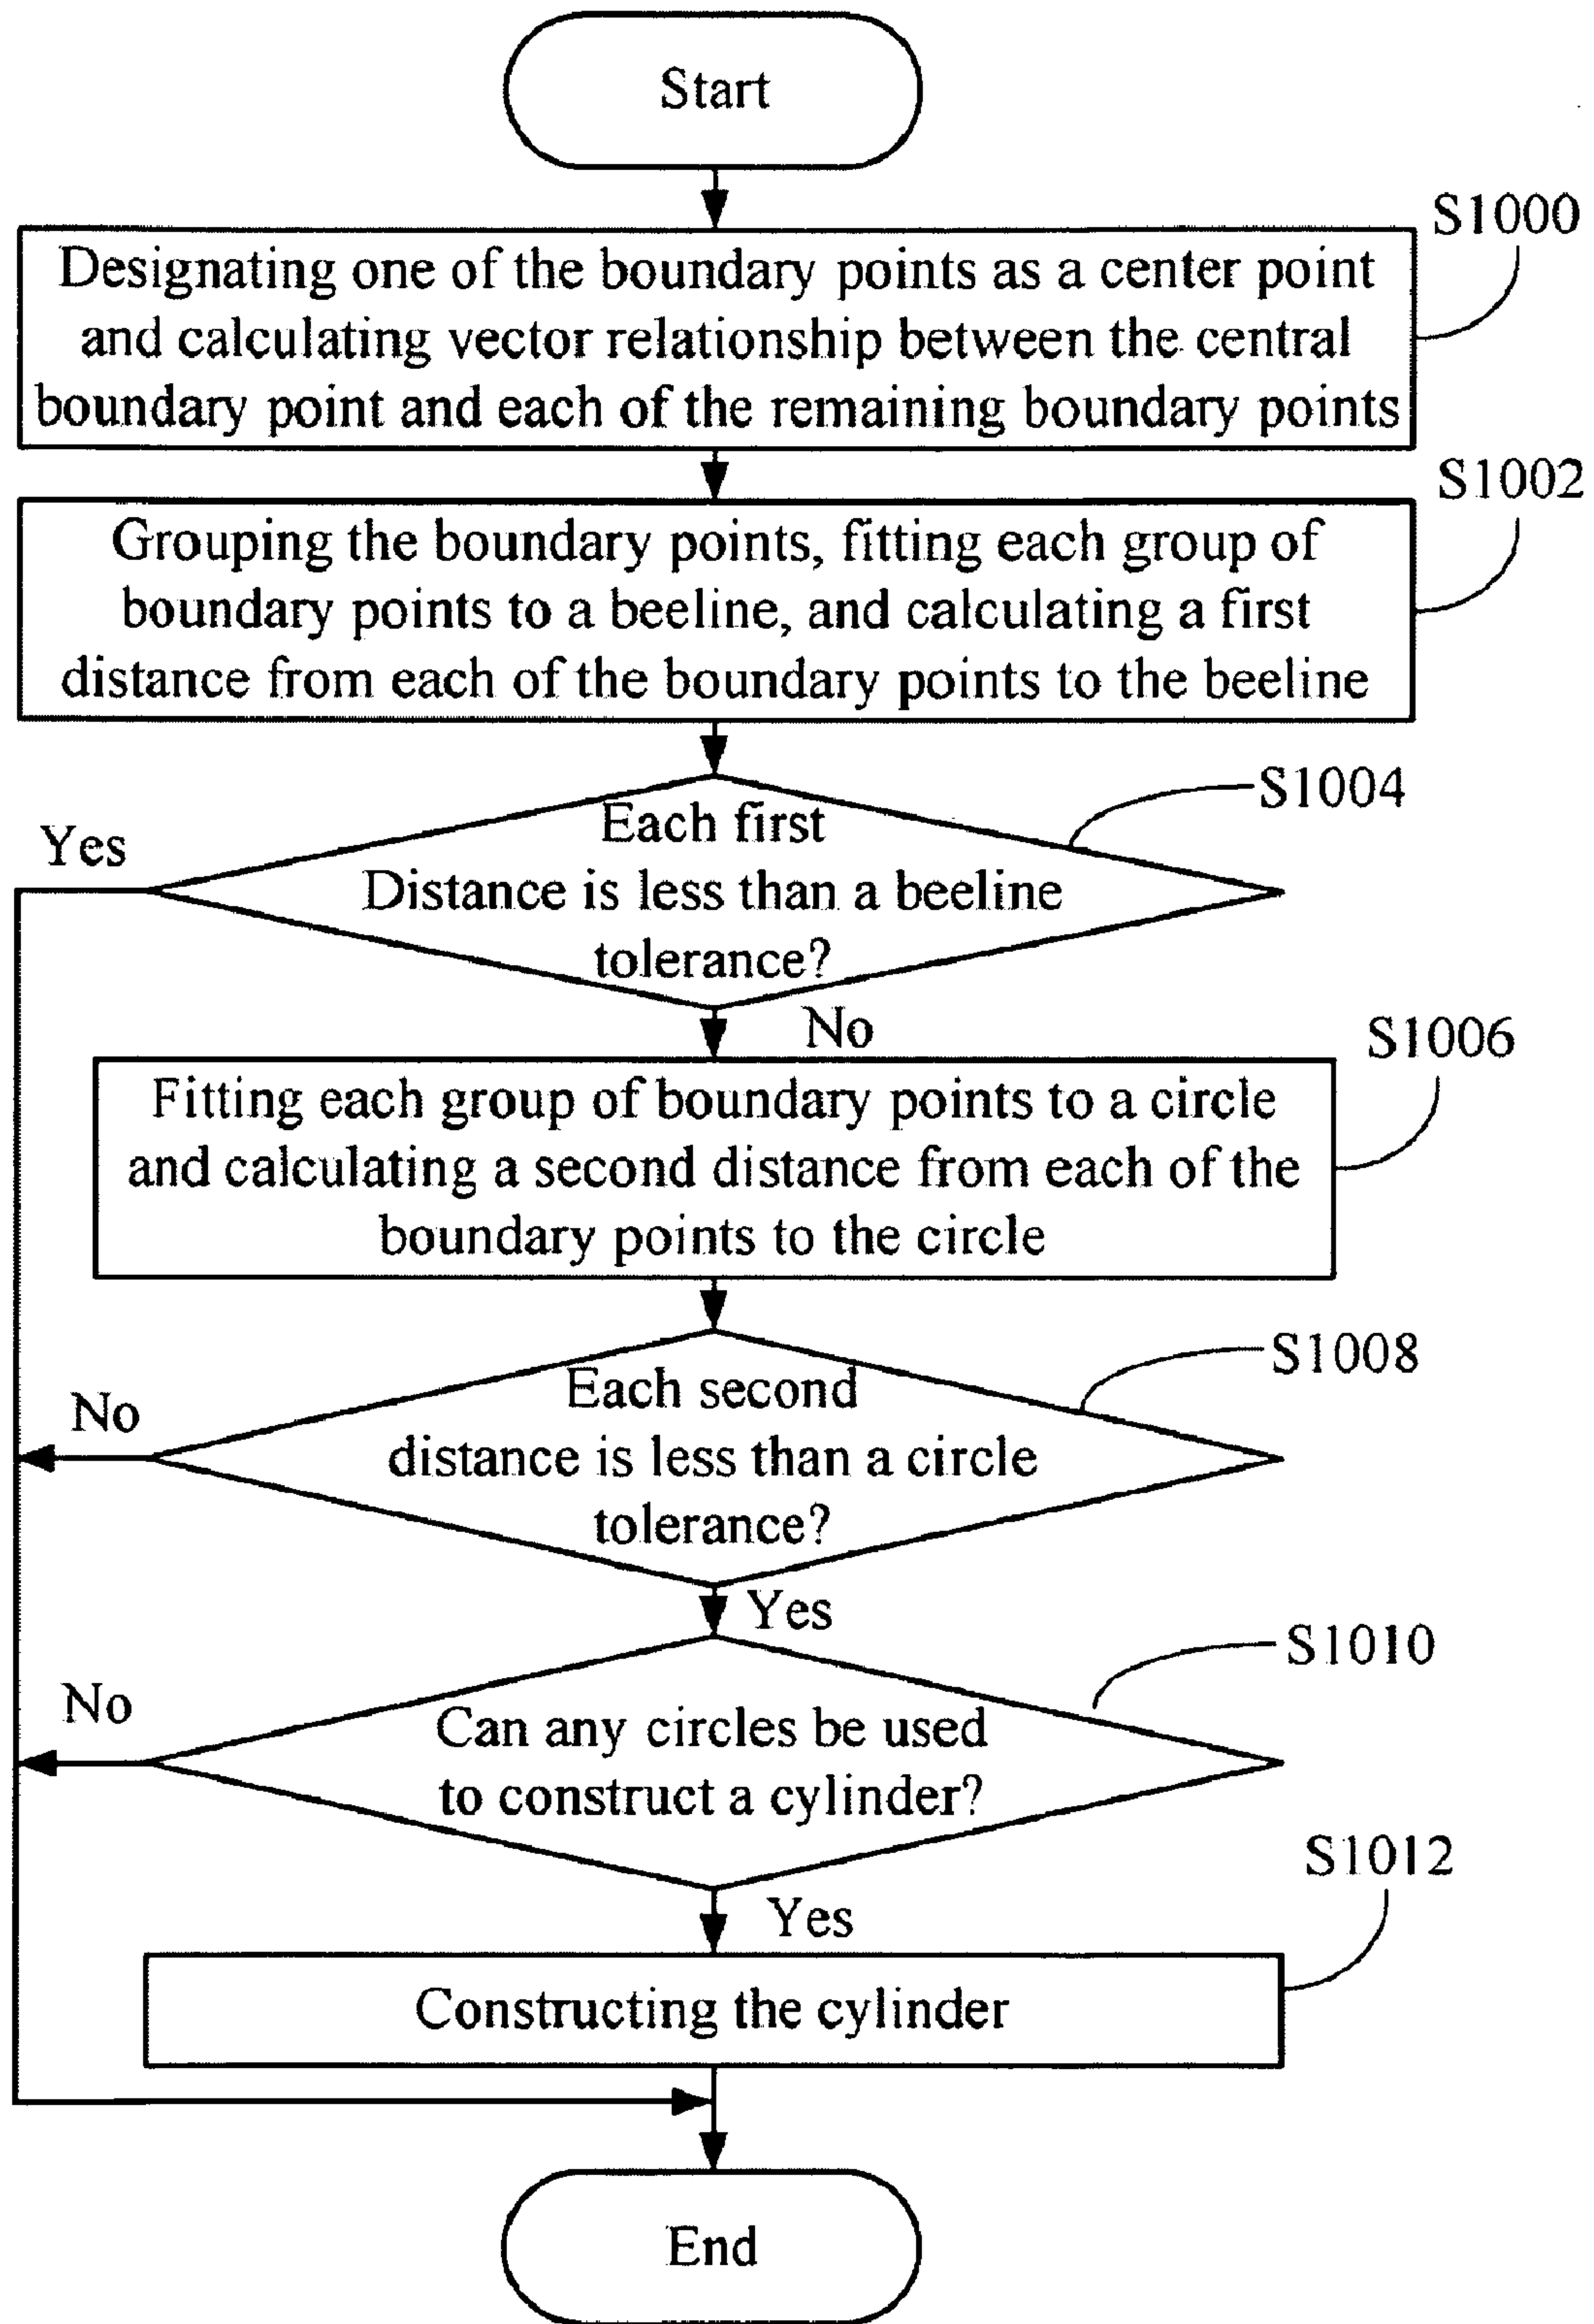 Start
S1000
Designating one of the boundary points as a center point
and calculating vector relationship between the central
boundary point and each of the remaining boundary points
S1002
Grouping the boundary points, fitting each group of
boundary points to a beeline, and calculating a first
distance from each of the boundary points to the beeline
S1004
Yes
Each first
Distance is less than a beeline
tolerance?
No
S1006
Fitting each group of boundary points to a circle
and calculating a second distance from each of the
boundary points to the circle
S1008
No
Each second
distance is less than a circle
tolerance?
Yes
S1010
No
Can any circles be used
to construct a cylinder?
S1012
Yes
Constructing the cylinder
End